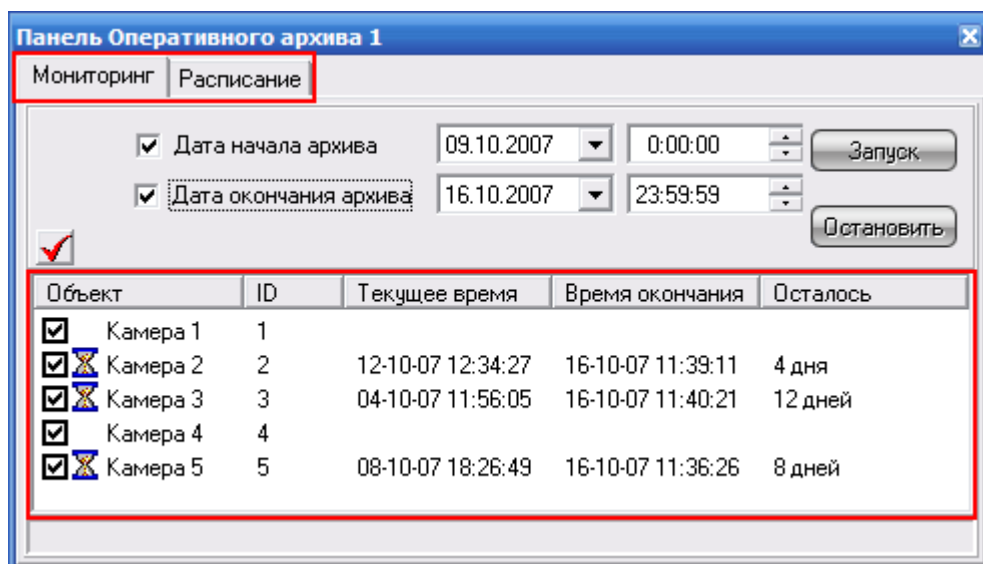 Панель Оперативного архива 1
Мониторинг Расписание
Дата начала архива 09.10.2007 0:00:00 Запуск
Дата окончания архива 16.10.2007 23:59:59
Остановить
Объект ID Текущее время Время окончания Осталось
Камера 1 1
Камера 2 2 12-10-07 12:34:27 16-10-07 11:39:11 4 дня
Камера 3 3 04-10-07 11:56:05 16-10-07 11:40:21 12 дней
Камера 4 4
Камера 5 5 08-10-07 18:26:49 16-10-07 11:36:26 8 дней